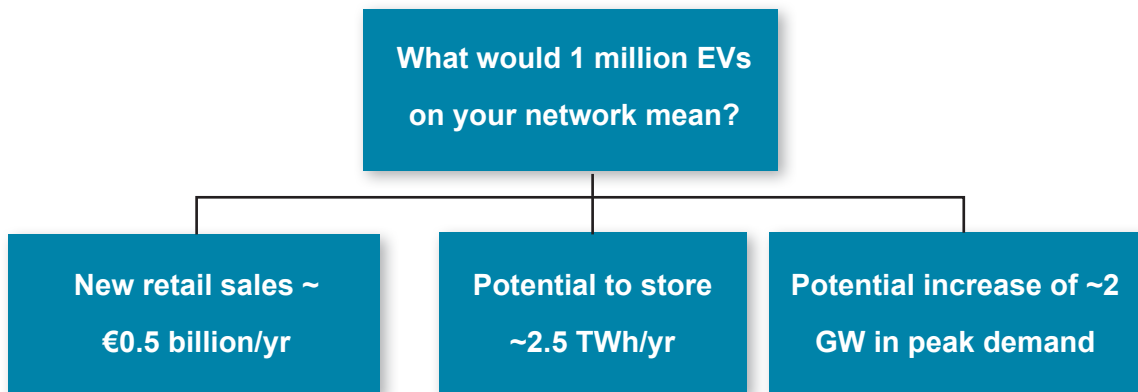 What would 1 million EVs
on your network mean?
New retail sales ~
€0.5 billion/yr
Potential to store
~2.5 TWh/yr
Potential increase of ~2
GW in peak demand